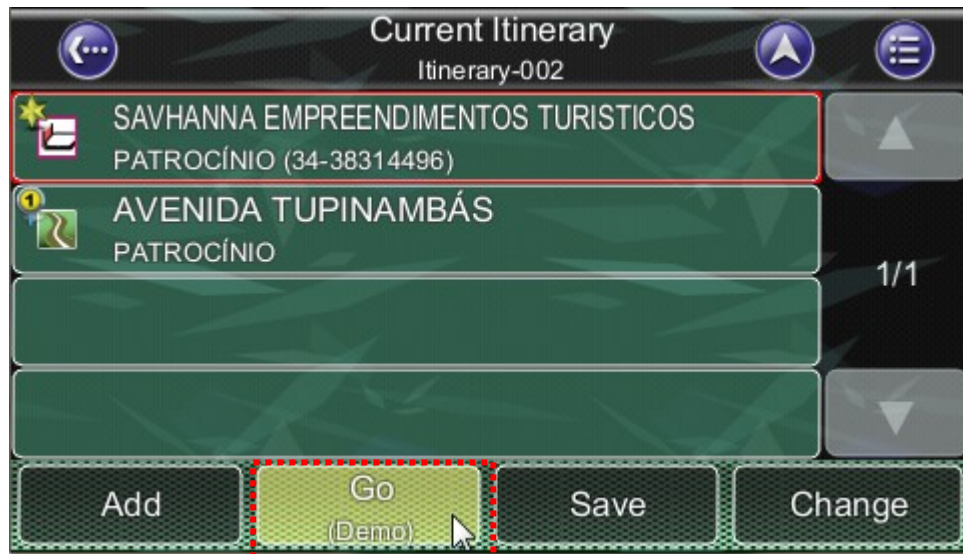 Current Itinerary
Itinerary-002
SAVHANNA EMPREENDIMENTOS TURISTICOS
PATROCÍNIO (34-38314496)
1
AVENIDA TUPINAMBÁS
PATROCÍNIO
1/1
Add
Go
(Demo)
Save
Change